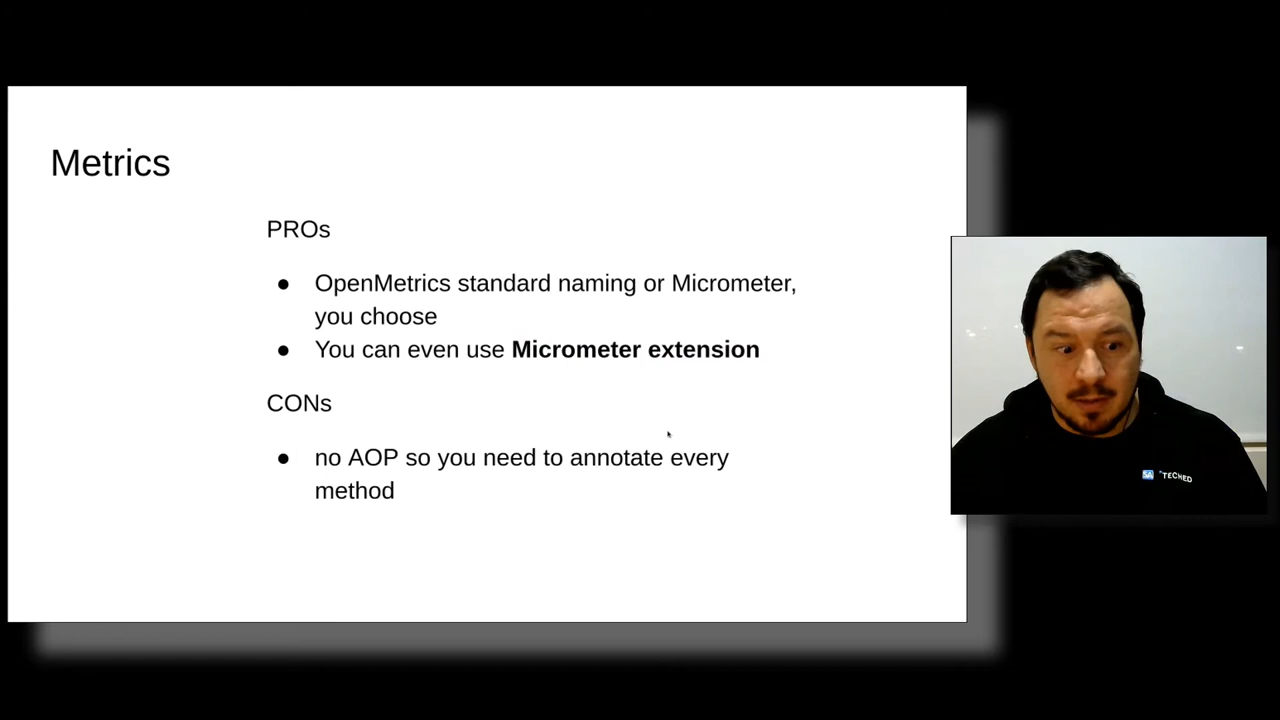 Metrics
PROs
● OpenMetrics standard naming or Micrometer,
you choose
● You can even use Micrometer extension
CONs
● no AOP so you need to annotate every
method
TECHED